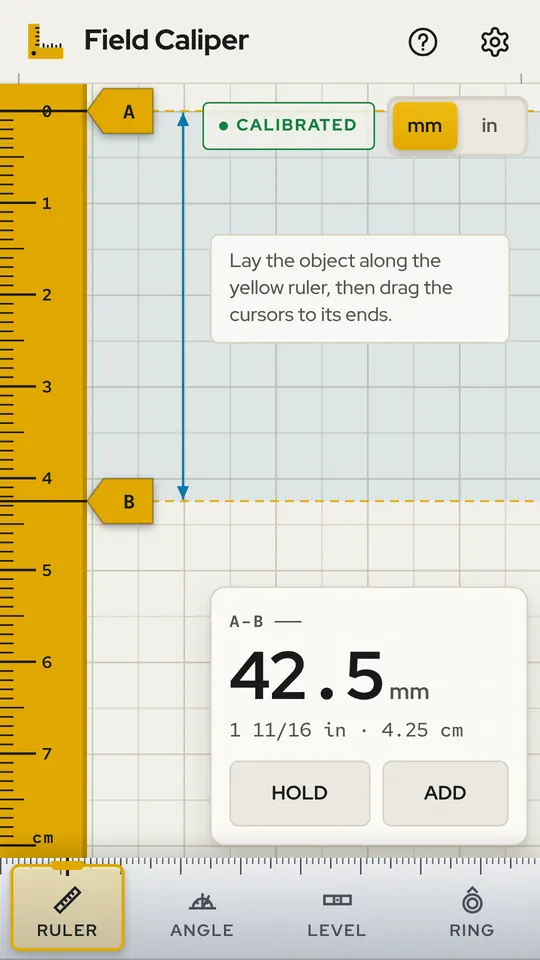 Field Caliper
0
A
CALIBRATED
mm
in
1
Lay the object along the
yellow ruler, then drag the
cursors to its ends.
2
3
4
B
5
A–B
6
42.5 mm
1 11/16 in · 4.25 cm
7
HOLD
ADD
cm
RULER
ANGLE
LEVEL
RING